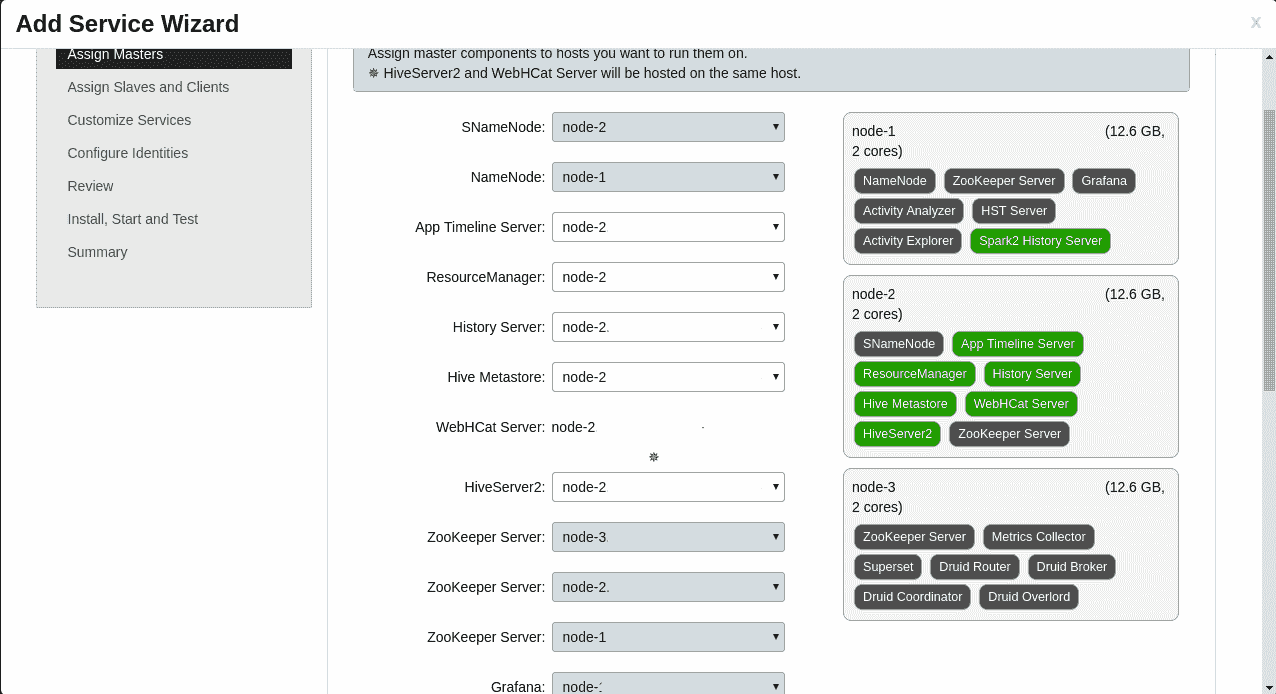 Add Service Wizard
x
Assign Masters
Assign Slaves and Clients
Customize Services
Configure Identities
Review
Install, Start and Test
Summary
Assign master components to hosts you want to run them on.
✵ HiveServer2 and WebHCat Server will be hosted on the same host.
SNameNode: node-2
NameNode: node-1
App Timeline Server: node-2
ResourceManager: node-2
History Server: node-2
Hive Metastore: node-2
WebHCat Server: node-2
✵
HiveServer2: node-2
ZooKeeper Server: node-3
ZooKeeper Server: node-2
ZooKeeper Server: node-1
Grafana:
node-1 (12.6 GB,
2 cores)
NameNode ZooKeeper Server Grafana
Activity Analyzer HST Server
Activity Explorer Spark2 History Server
node-2 (12.6 GB,
2 cores)
SNameNode App Timeline Server
ResourceManager History Server
Hive Metastore WebHCat Server
HiveServer2 ZooKeeper Server
node-3 (12.6 GB,
2 cores)
ZooKeeper Server Metrics Collector
Superset Druid Router Druid Broker
Druid Coordinator Druid Overlord